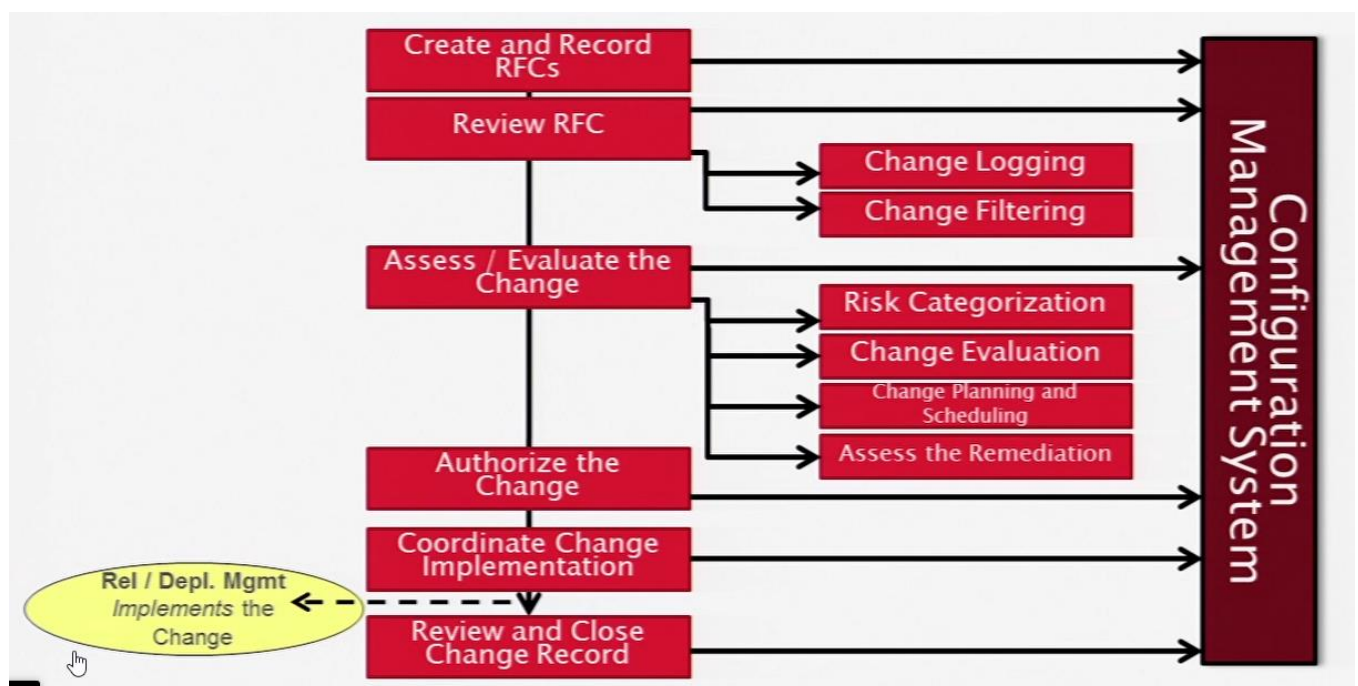 Create and Record
RFCs
Review RFC
Change Logging
Change Filtering
Assess / Evaluate the
Change
Risk Categorization
Change Evaluation
Change Planning and
Scheduling
Assess the Remediation
Authorize the
Change
Coordinate Change
Implementation
Rel / Depl. Mgmt
Implements the
Change
Review and Close
Change Record
Configuration
Management System